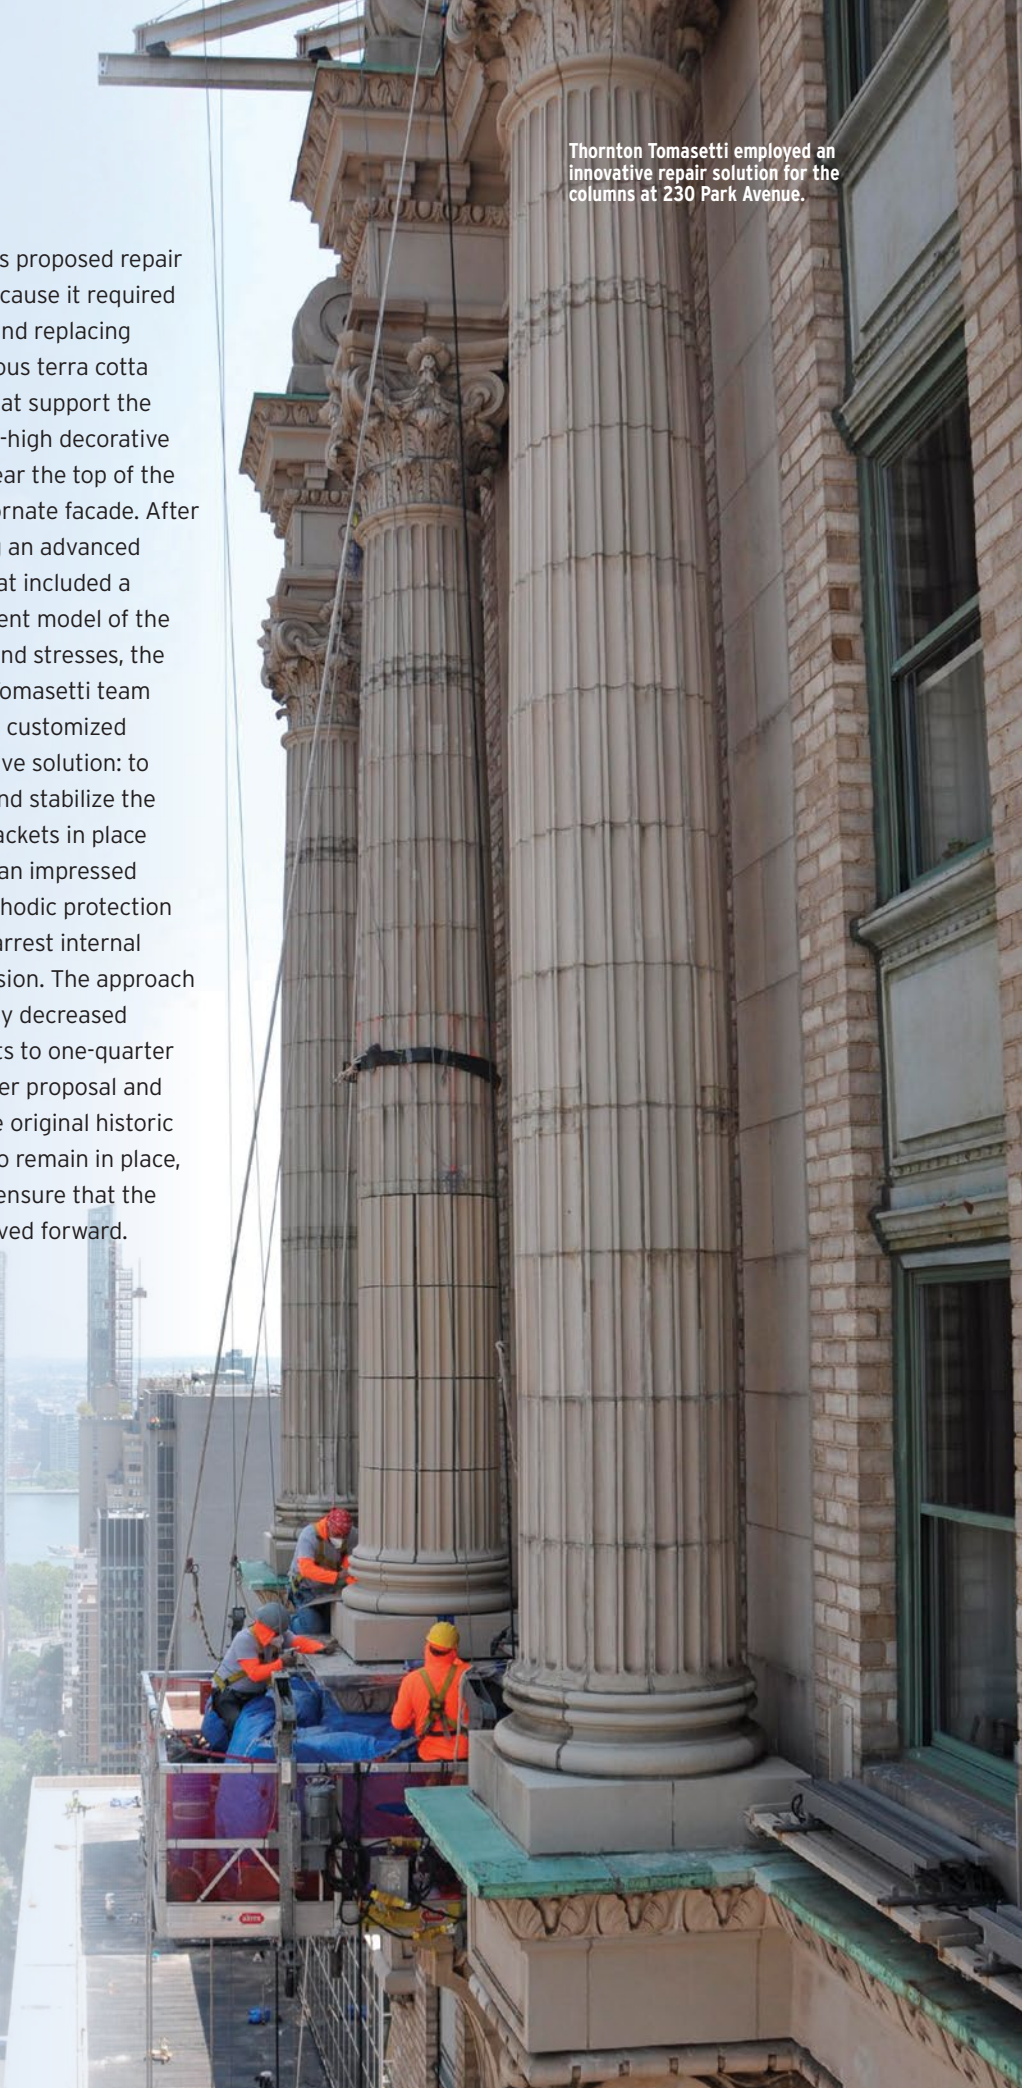 Thornton Tomasetti employed an
innovative repair solution for the
columns at 230 Park Avenue.
s proposed repair
cause it required
nd replacing
ous terra cotta
at support the
-high decorative
ear the top of the
ornate facade. After
an advanced
at included a
ent model of the
nd stresses, the
omasetti team
customized
ve solution: to
nd stabilize the
ackets in place
an impressed
hodic protection
arrest internal
sion. The approach
y decreased
ts to one-quarter
er proposal and
e original historic
o remain in place,
ensure that the
ved forward.